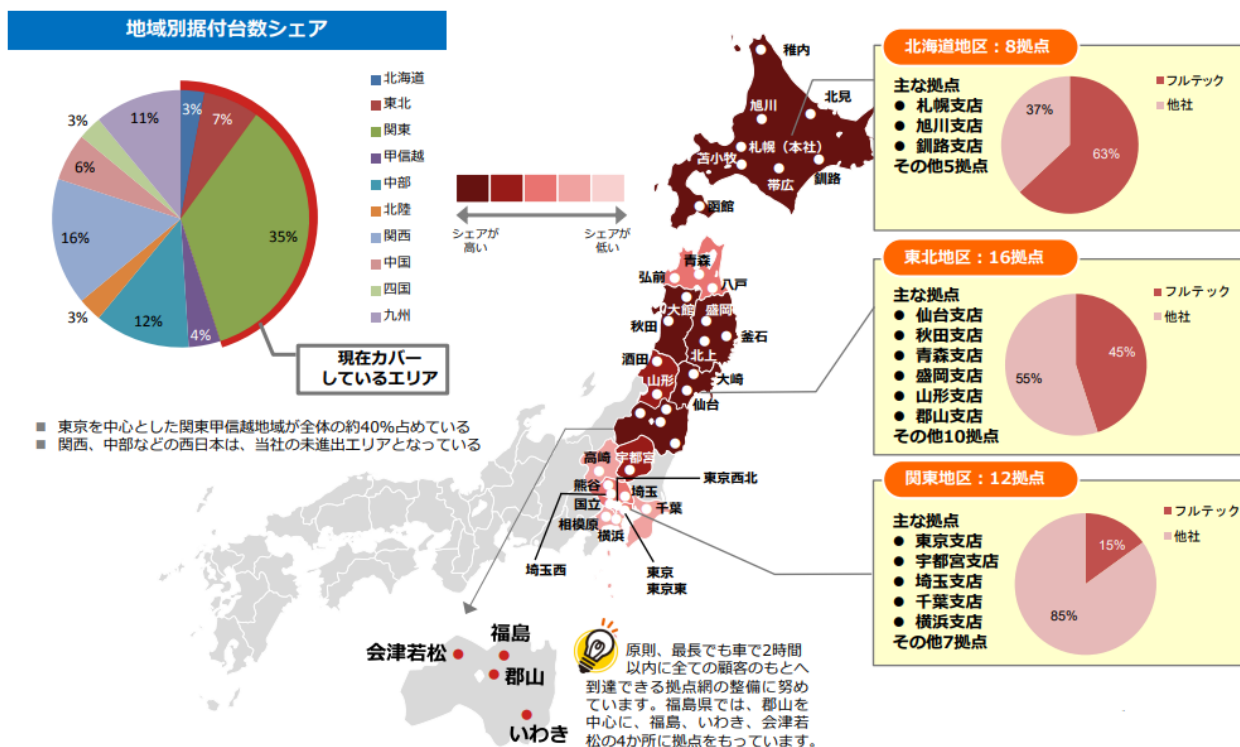 地域別据付台数シェア
北海道
東北
関東
甲信越
中部
北陸
関西
中国
四国
九州
3%
7%
35%
4%
12%
3%
16%
6%
3%
11%
現在カバー
しているエリア
■ 東京を中心とした関東甲信越地域が全体の約40%占めている
■ 関西、中部などの西日本は、当社の未進出エリアとなっている
シェアが
高い
シェアが
低い
稚内
北見
旭川
札幌（本社）
苫小牧
釧路
帯広
函館
青森
弘前
八戸
大館
盛岡
秋田
釜石
北上
酒田
大崎
山形
仙台
宇都宮
高崎
東京西北
熊谷
埼玉
国立
千葉
相模原
横浜
埼玉西
東京
東京東
福島
会津若松
郡山
いわき
原則、最長でも車で2時間
以内に全ての顧客のもとへ
到達できる拠点網の整備に努め
ています。福島県では、郡山を
中心に、福島、いわき、会津若
松の4か所に拠点をもっています。
北海道地区：8拠点
主な拠点
● 札幌支店
● 旭川支店
● 釧路支店
その他5拠点
フルテック
他社
37%
63%
東北地区：16拠点
主な拠点
● 仙台支店
● 秋田支店
● 青森支店
● 盛岡支店
● 山形支店
● 郡山支店
その他10拠点
フルテック
他社
45%
55%
関東地区：12拠点
主な拠点
● 東京支店
● 宇都宮支店
● 埼玉支店
● 千葉支店
● 横浜支店
その他7拠点
フルテック
他社
15%
85%